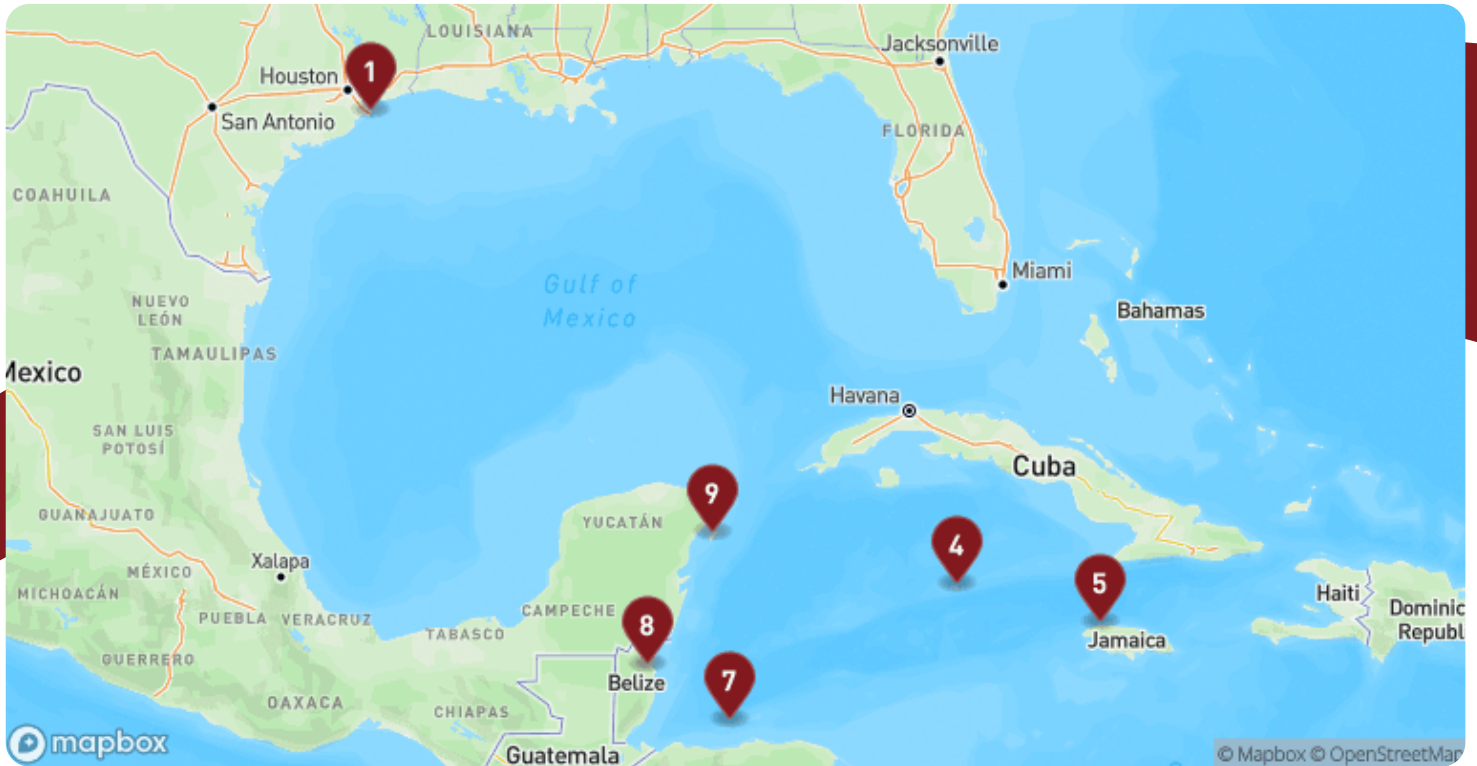 LOUISIANA
Jacksonville
Houston
1
San Antonio
FLORIDA
COAHUILA
Gulf of
Mexico
Miami
NUEVO
LEÓN
Bahamas
TAMAULIPAS
Mexico
Havana
SAN LUIS
POTOSÍ
Cuba
9
YUCATÁN
GUANAJUATO
4
Xalapa
MÉXICO
5
MICHOACÁN
Haiti
PUEBLA
VERACRUZ
CAMPECHE
8
Dominic
Republ
TABASCO
Jamaica
GUERRERO
Belize
7
OAXACA
CHIAPAS
mapbox
Guatemala
© Mapbox © OpenStreetMap